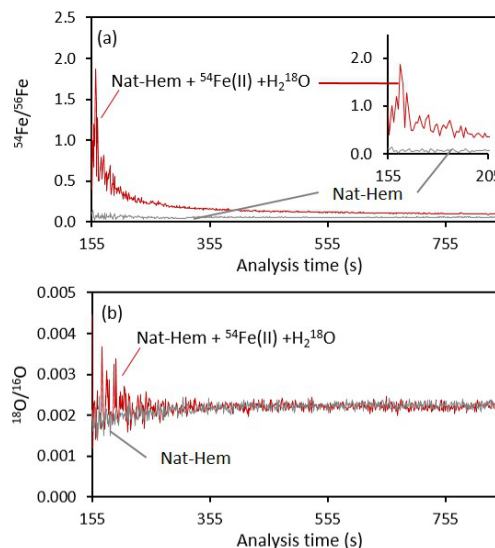 (a)
2.5
2.0
1.5
1.0
0.5
0.0
⁵⁴Fe/⁵⁶Fe
Nat-Hem + ⁵⁴Fe(II) +H₂¹⁸O
2.0
1.0
0.0
155
205
Nat-Hem
155
355
555
755
Analysis time (s)
(b)
0.005
0.004
0.003
0.002
0.001
0.000
¹⁸O/¹⁶O
Nat-Hem + ⁵⁴Fe(II) +H₂¹⁸O
Nat-Hem
155
355
555
755
Analysis time (s)